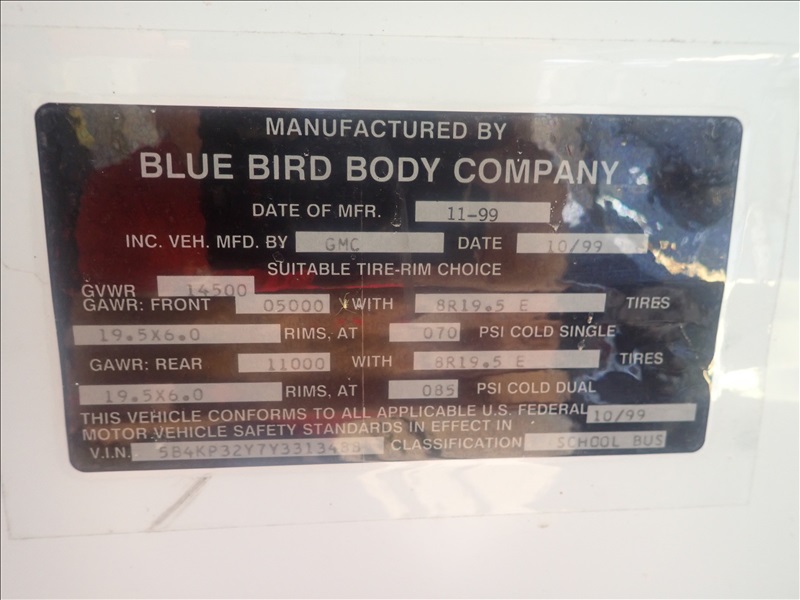 MANUFACTURED BY
BLUE BIRD BODY COMPANY
DATE OF MFR. 11-99
INC. VEH. MFD. BY GMC DATE 10/99
SUITABLE TIRE-RIM CHOICE
GVWR 14500
GAWR: FRONT 05000 WITH 8R19.5 E TIRES
19.5X6.0 RIMS, AT 070 PSI COLD SINGLE
GAWR: REAR 11000 WITH 8R19.5 E TIRES
19.5X6.0 RIMS, AT 085 PSI COLD DUAL
THIS VEHICLE CONFORMS TO ALL APPLICABLE U.S. FEDERAL
MOTOR VEHICLE SAFETY STANDARDS IN EFFECT IN 10/99
V.I.N. CLASSIFICATION SCHOOL BUS